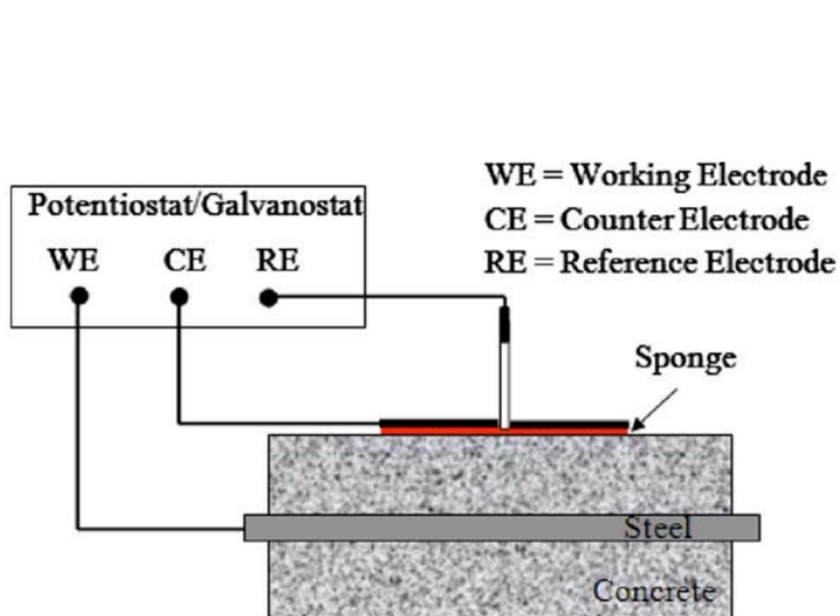 WE = Working Electrode
CE = Counter Electrode
RE = Reference Electrode
Potentiostat/Galvanostat
WE CE RE
Sponge
Steel
Concrete